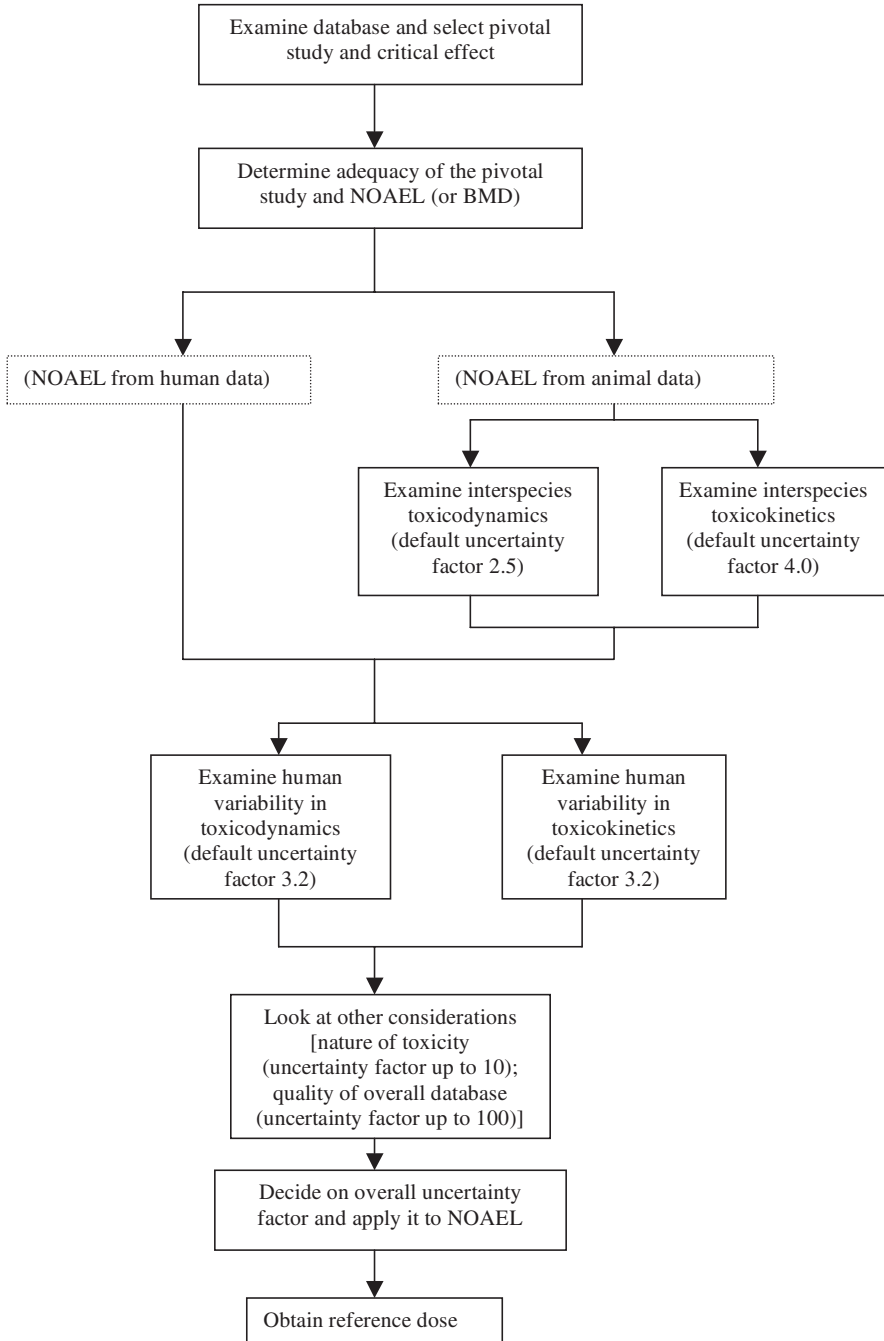 Examine database and select pivotal
study and critical effect
Determine adequacy of the pivotal
study and NOAEL (or BMD)
(NOAEL from human data)
(NOAEL from animal data)
Examine interspecies
toxicodynamics
(default uncertainty
factor 2.5)
Examine interspecies
toxicokinetics
(default uncertainty
factor 4.0)
Examine human
variability in
toxicodynamics
(default uncertainty
factor 3.2)
Examine human
variability in
toxicokinetics
(default uncertainty
factor 3.2)
Look at other considerations
[nature of toxicity
(uncertainty factor up to 10);
quality of overall database
(uncertainty factor up to 100)]
Decide on overall uncertainty
factor and apply it to NOAEL
Obtain reference dose